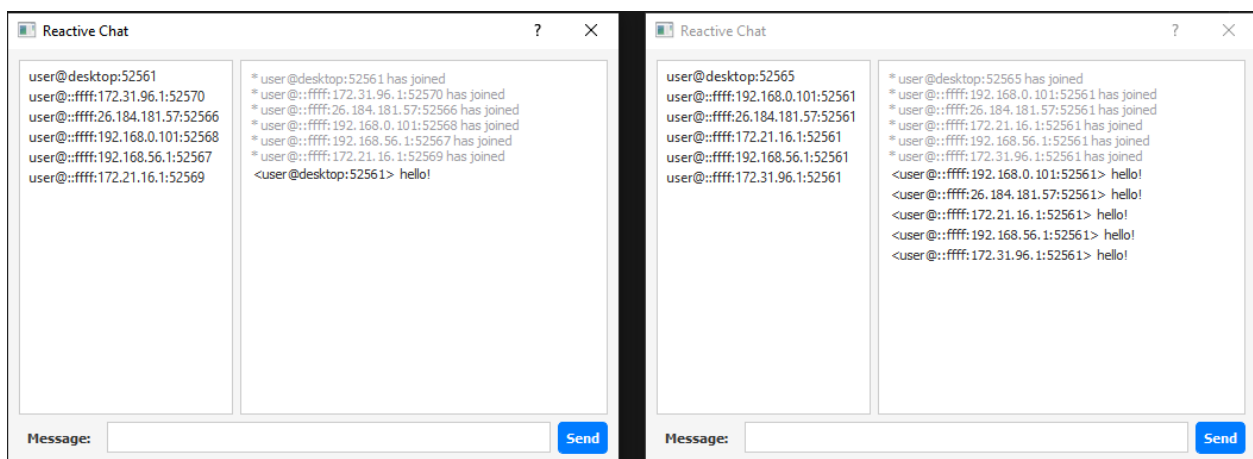 Reactive Chat
?
user@desktop:52561
user@::ffff:172.31.96.1:52570
user@::ffff:26.184.181.57:52566
user@::ffff:192.168.0.101:52568
user@::ffff:192.168.56.1:52567
user@::ffff:172.21.16.1:52569
* user@desktop:52561 has joined
* user@::ffff:172.31.96.1:52570 has joined
* user@::ffff:26.184.181.57:52566 has joined
* user@::ffff:192.168.0.101:52568 has joined
* user@::ffff:192.168.56.1:52567 has joined
* user@::ffff:172.21.16.1:52569 has joined
<user@desktop:52561> hello!
Message:
Send
Reactive Chat
?
user@desktop:52565
user@::ffff:192.168.0.101:52561
user@::ffff:26.184.181.57:52561
user@::ffff:172.21.16.1:52561
user@::ffff:192.168.56.1:52561
user@::ffff:172.31.96.1:52561
* user@desktop:52565 has joined
* user@::ffff:192.168.0.101:52561 has joined
* user@::ffff:26.184.181.57:52561 has joined
* user@::ffff:172.21.16.1:52561 has joined
* user@::ffff:192.168.56.1:52561 has joined
* user@::ffff:172.31.96.1:52561 has joined
<user@::ffff:192.168.0.101:52561> hello!
<user@::ffff:26.184.181.57:52561> hello!
<user@::ffff:172.21.16.1:52561> hello!
<user@::ffff:192.168.56.1:52561> hello!
<user@::ffff:172.31.96.1:52561> hello!
Message:
Send